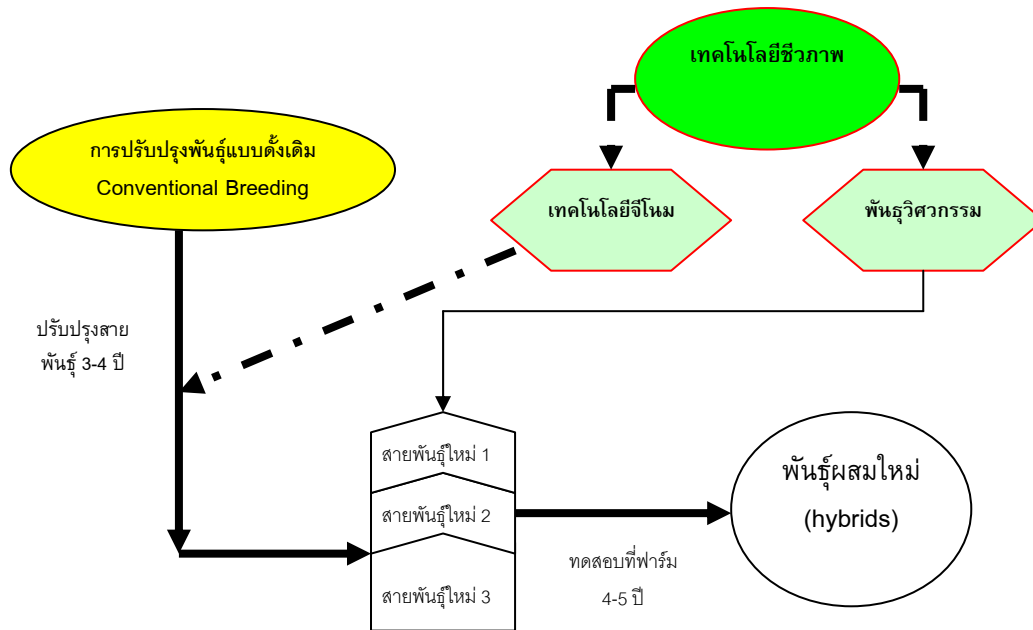 เทคโนโลยีชีวภาพ
การปรับปรุงพันธุ์แบบดั้งเดิม
Conventional Breeding
เทคโนโลยีจีโนม
พันธุวิศวกรรม
ปรับปรุงสาย
พันธุ์ 3-4 ปี
สายพันธุ์ใหม่ 1
สายพันธุ์ใหม่ 2
สายพันธุ์ใหม่ 3
ทดสอบที่ฟาร์ม
4-5 ปี
พันธุ์ผสมใหม่
(hybrids)